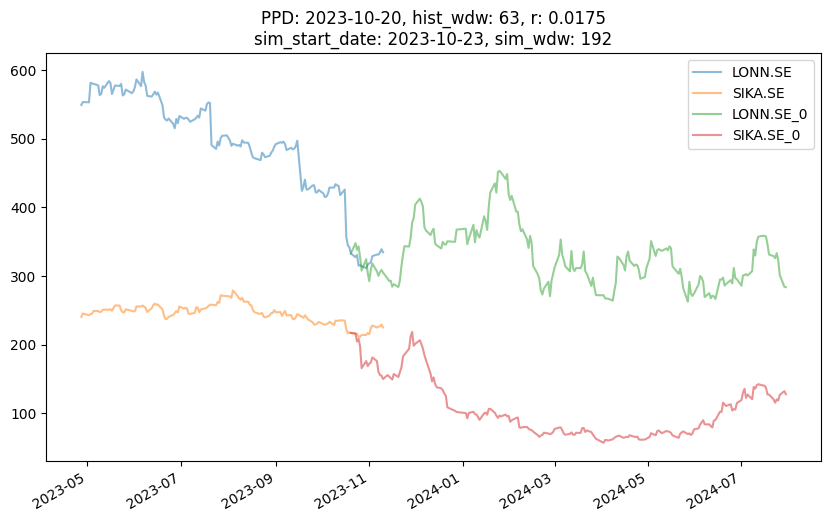 PPD: 2023-10-20, hist_wdw: 63, r: 0.0175
sim_start_date: 2023-10-23, sim_wdw: 192
LONN.SE
SIKA.SE
LONN.SE_0
SIKA.SE_0
600
500
400
300
200
100
2023-05
2023-07
2023-09
2023-11
2024-01
2024-03
2024-05
2024-07